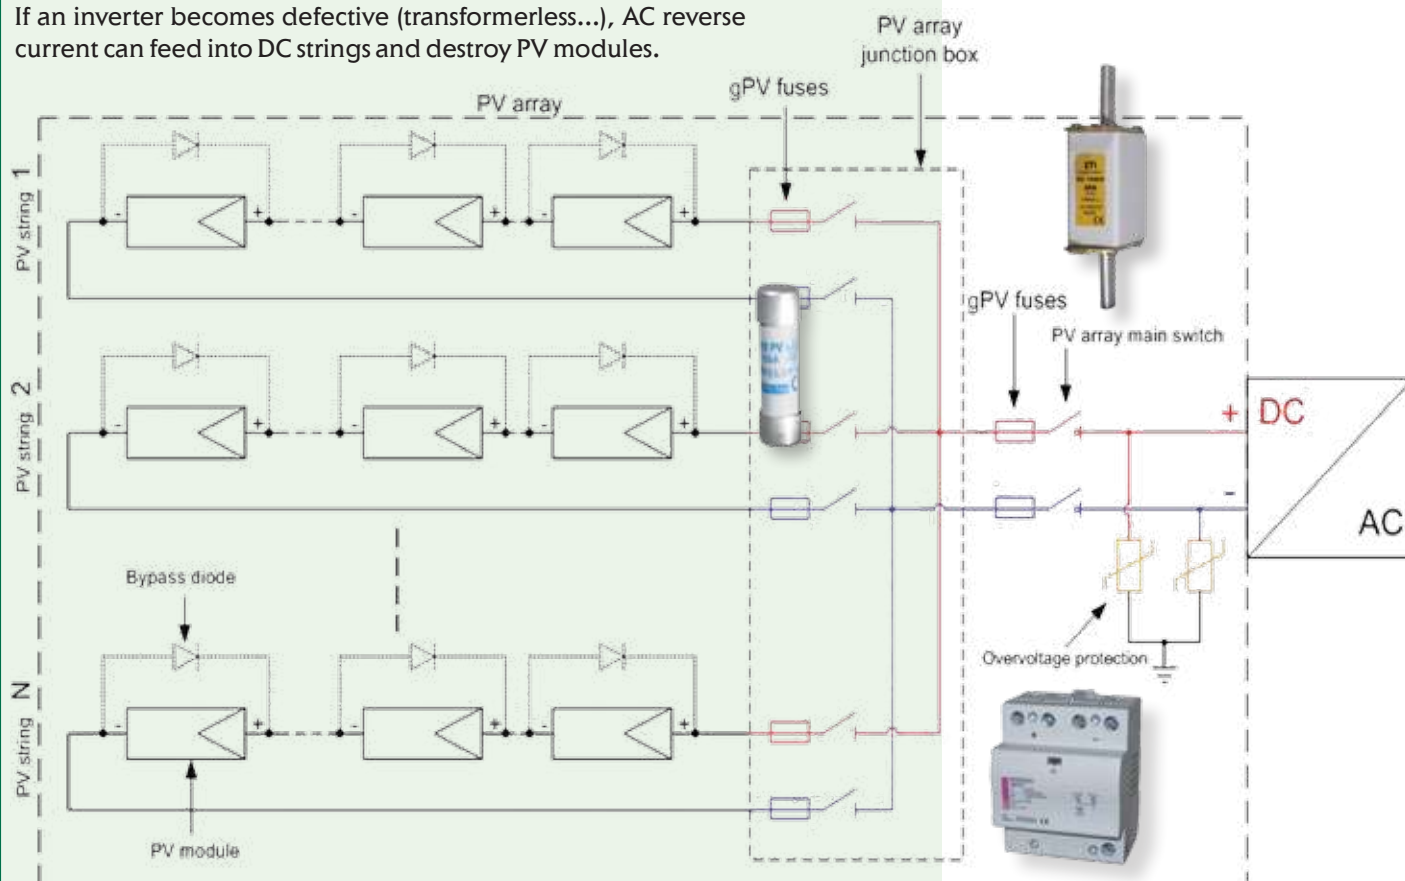 If an inverter becomes defective (transformerless...), AC reverse
current can feed into DC strings and destroy PV modules.
PV array
junction box
gPV fuses
PV array
PV string 1
gPV fuses
PV array main switch
PV string 2
+ DC
-
AC
Bypass diode
Overvoltage protection
PV string N
PV module
- + - + - +
- + - + - +
- + - + - +
ETI